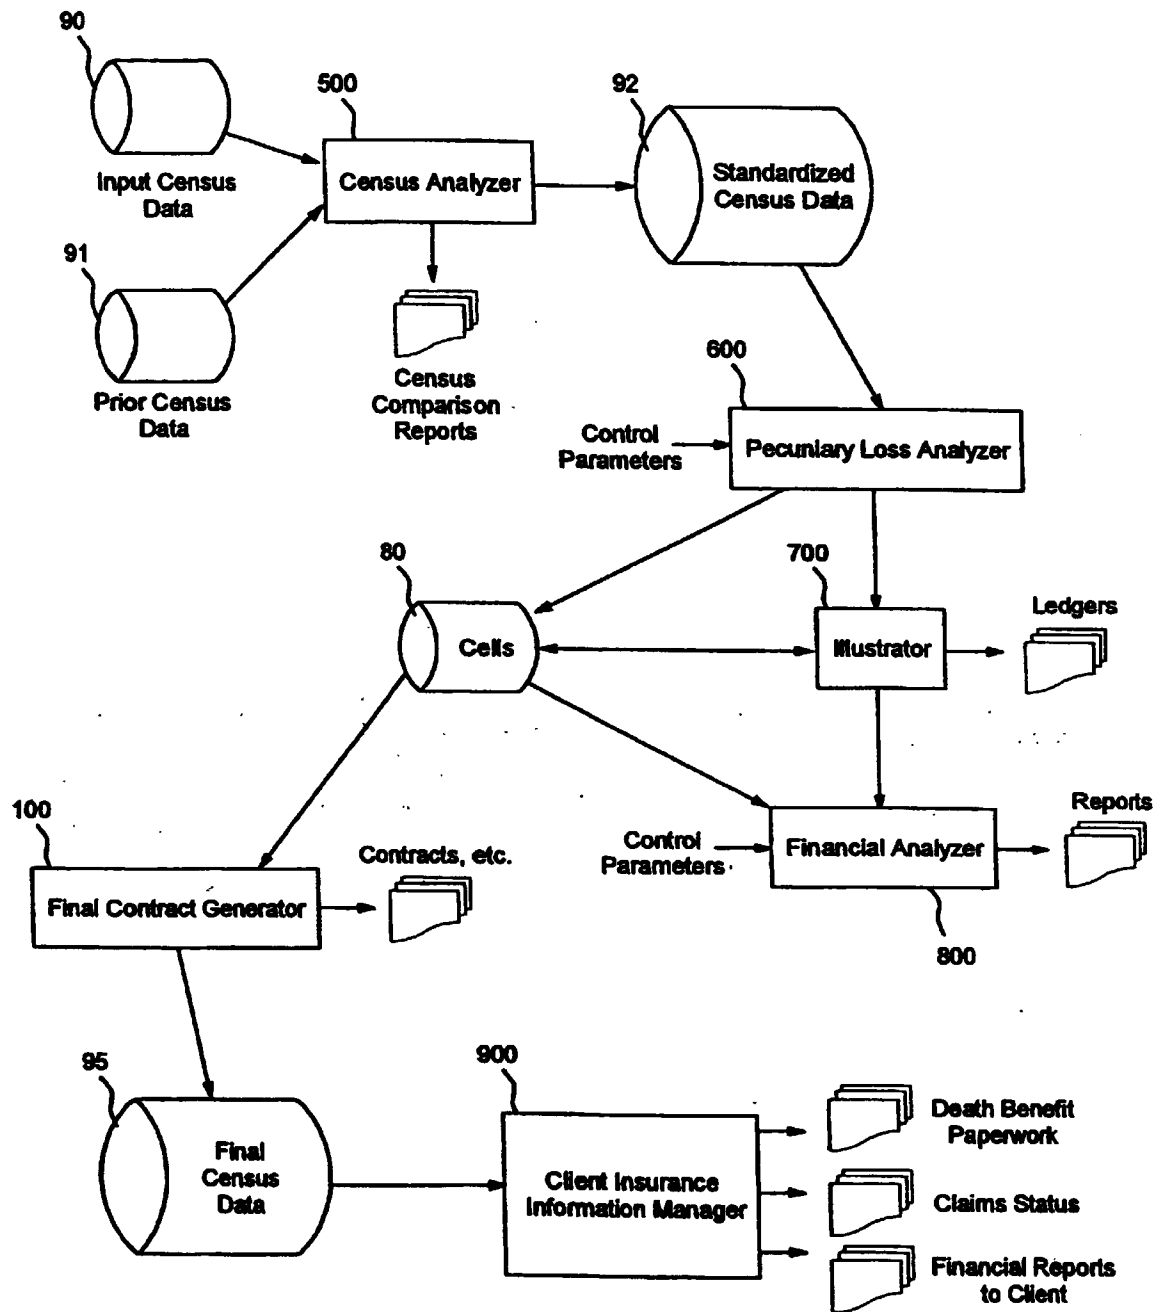 90
500
92
Input Census
Data
Census Analyzer
Standardized
Census Data
91
Prior Census
Data
Census
Comparison
Reports
600
Control
Parameters
Pecuniary Loss Analyzer
80
700
Cells
Illustrator
Ledgers
100
Final Contract Generator
Contracts, etc.
Control
Parameters
Financial Analyzer
Reports
800
95
900
Final
Census
Data
Client Insurance
Information Manager
Death Benefit
Paperwork
Claims Status
Financial Reports
to Client